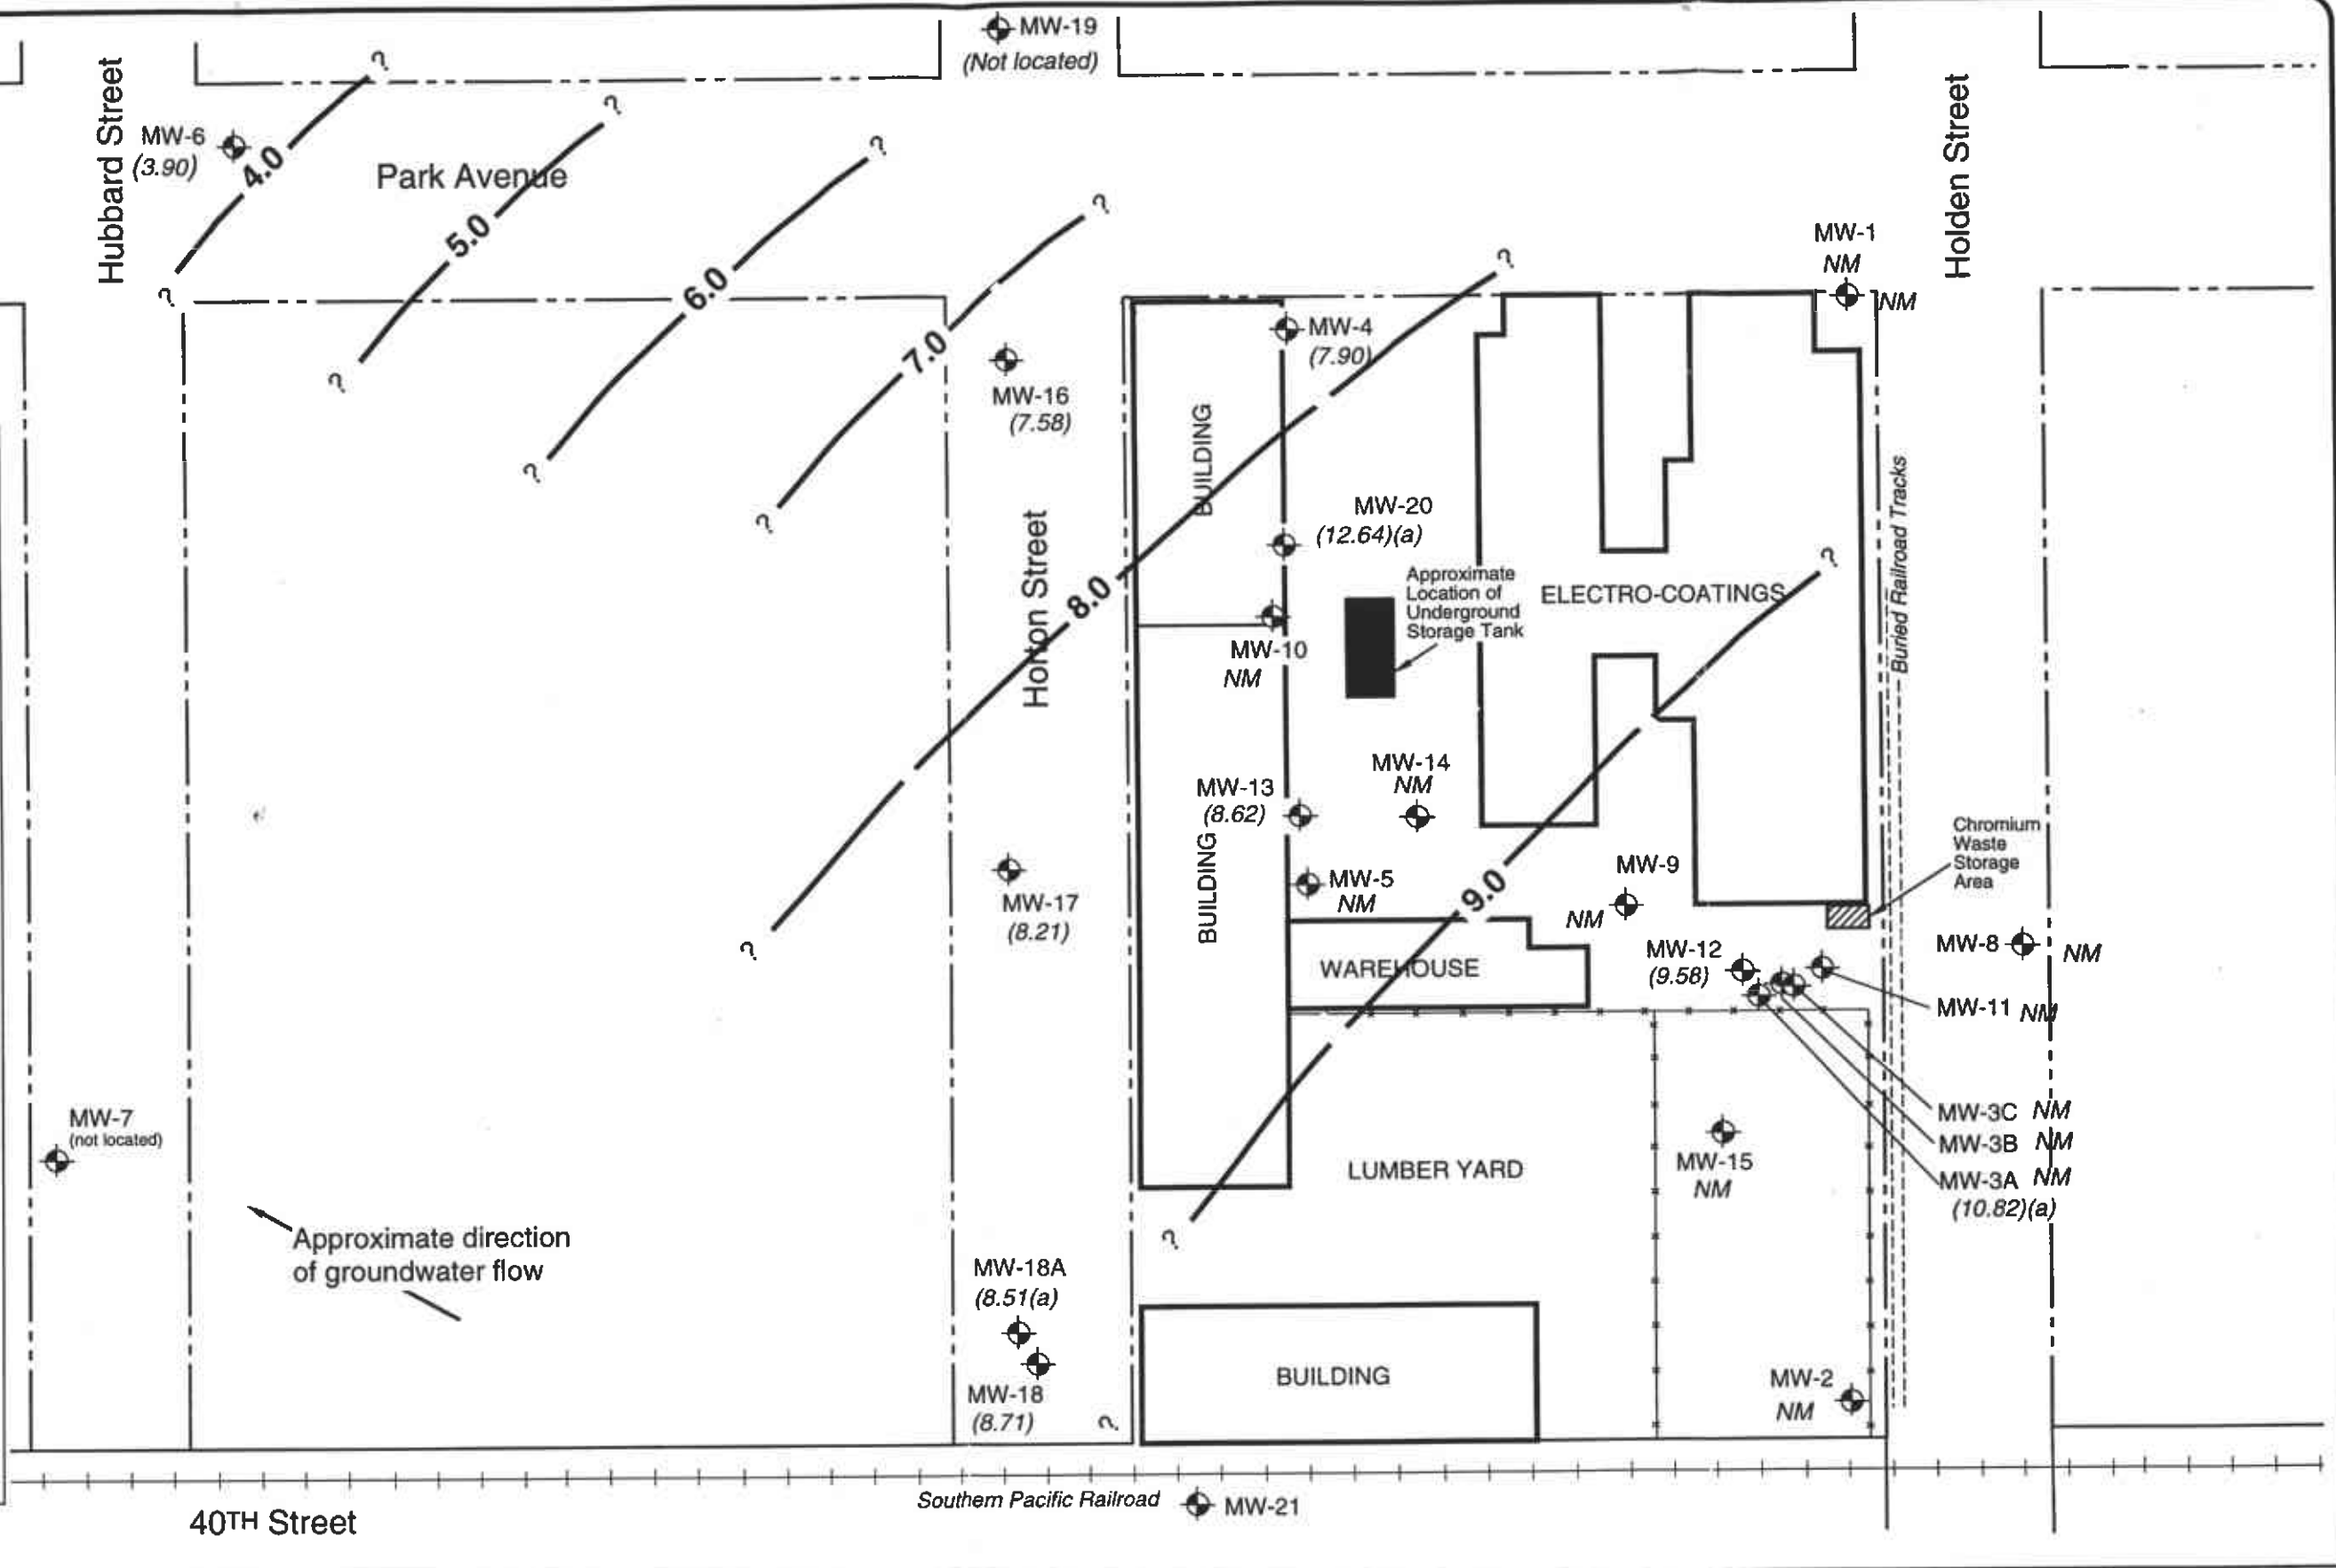 MW-19
(Not located)
Hubbard Street
MW-6
(3.90)
?
4.0
?
Park Avenue
?
5.0
?
?
6.0
?
?
7.0
?
Holden Street
MW-1
NM
NM
MW-4
(7.90)
?
8.0
?
MW-16
(7.58)
Horton Street
BUILDING
MW-20
(12.64)(a)
Approximate
Location of
Underground
Storage Tank
ELECTRO-COATINGS
?
9.0
?
Buried Railroad Tracks
MW-10
NM
MW-13
(8.62)
MW-14
NM
BUILDING
MW-17
(8.21)
MW-5
NM
MW-9
NM
Chromium
Waste
Storage
Area
WAREHOUSE
MW-12
(9.58)
MW-8
NM
MW-11 NM
MW-3C NM
MW-3B NM
MW-3A NM
(10.82)(a)
MW-7
(not located)
LUMBER YARD
MW-15
NM
Approximate direction
of groundwater flow
MW-18A
(8.51(a)
MW-18
(8.71)
?
BUILDING
MW-2
NM
Southern Pacific Railroad
MW-21
40TH Street